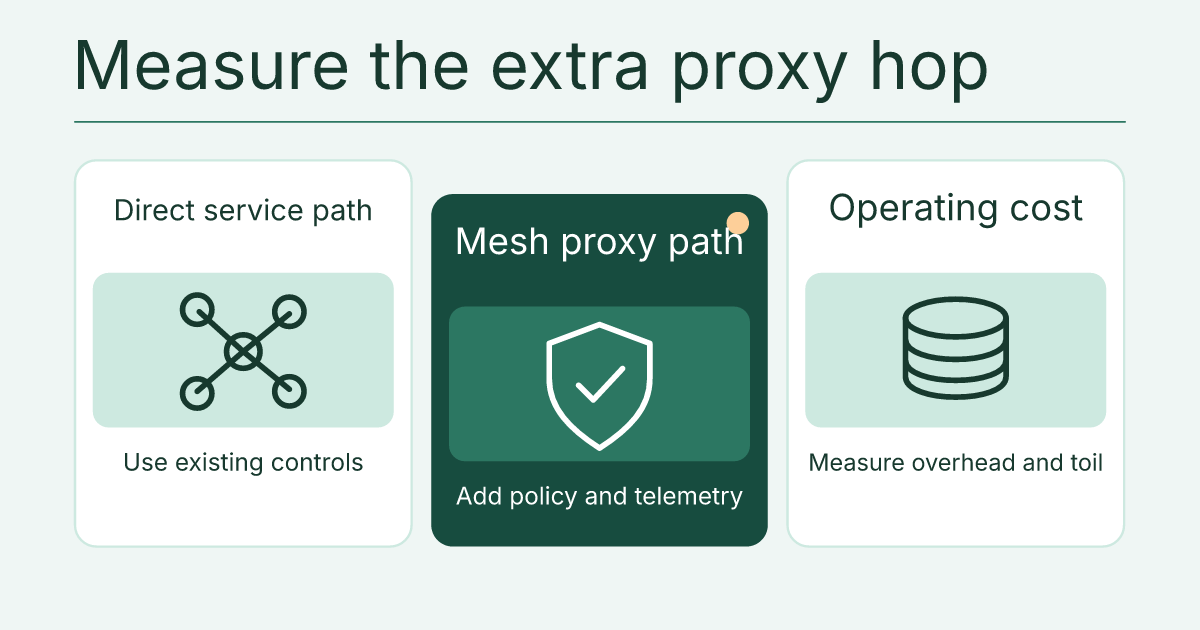 Measure the extra proxy hop
Direct service path
Use existing controls
Mesh proxy path
Add policy and telemetry
Operating cost
Measure overhead and toil